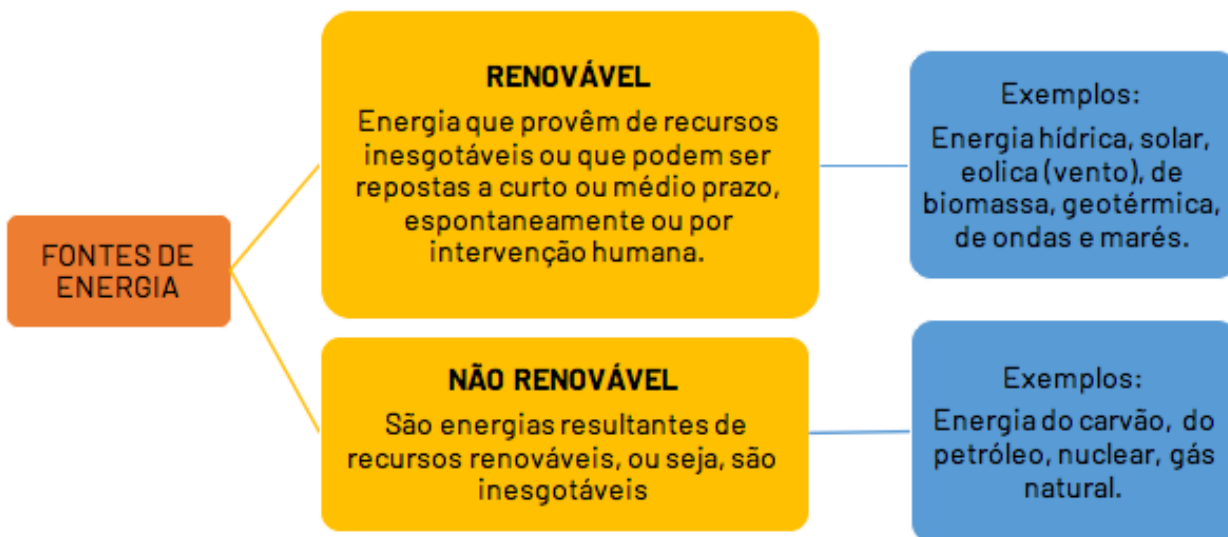 FONTES DE
ENERGIA
RENOVÁVEL
Energia que provêm de recursos
inesgotáveis ou que podem ser
repostas a curto ou médio prazo,
espontaneamente ou por
intervenção humana.
Exemplos:
Energia hídrica, solar,
eolica (vento), de
biomassa, geotérmica,
de ondas e marés.
NÃO RENOVÁVEL
São energias resultantes de
recursos renováveis, ou seja, são
inesgotáveis
Exemplos:
Energia do carvão, do
petróleo, nuclear, gás
natural.